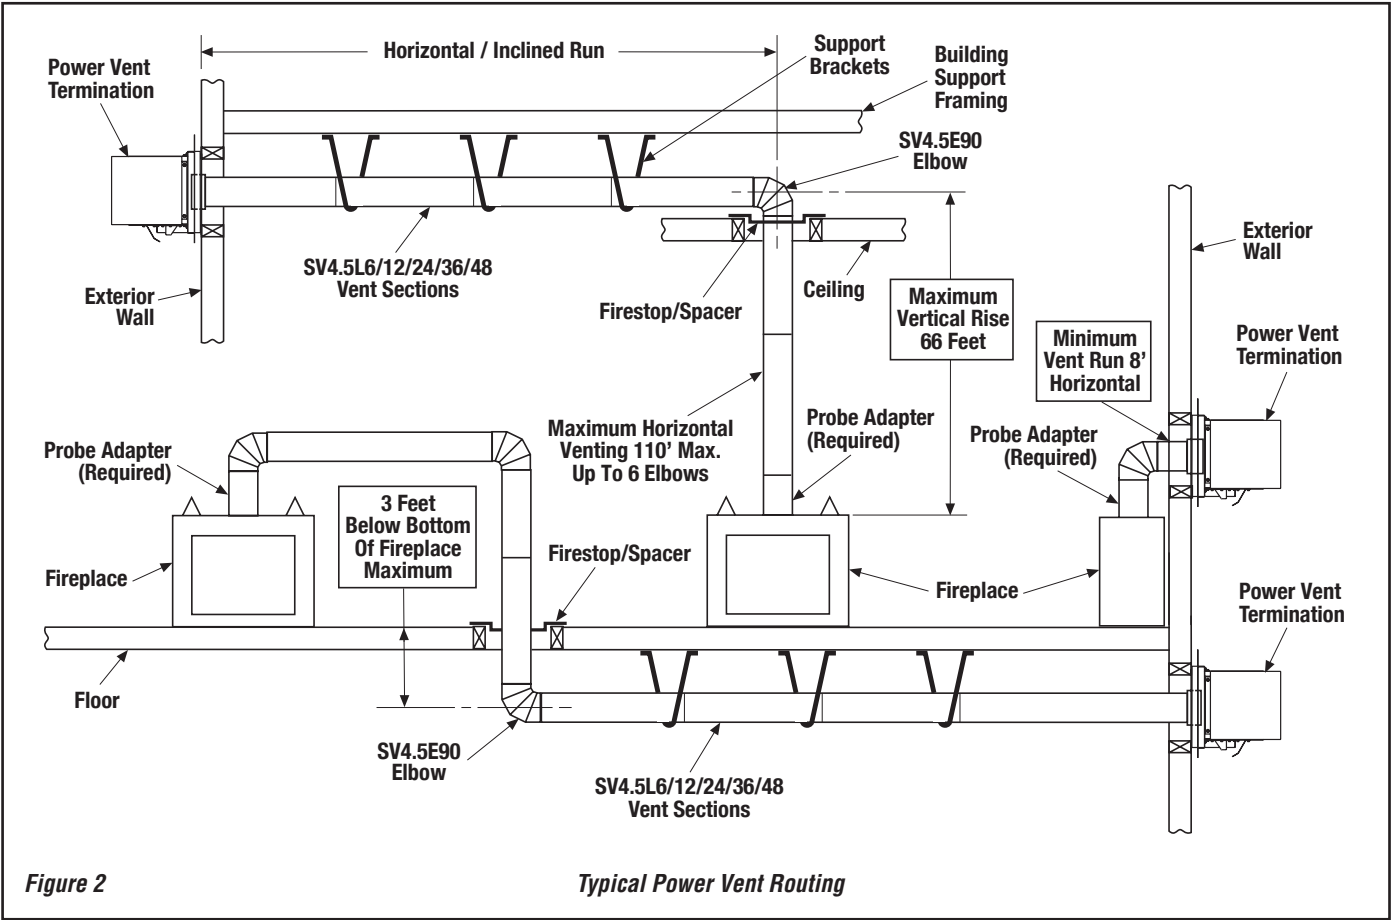 Horizontal / Inclined Run
Support
Brackets
Building
Support
Framing
Power Vent
Termination
SV4.5E90
Elbow
Exterior
Wall
SV4.5L6/12/24/36/48
Vent Sections
Exterior
Wall
Firestop/Spacer
Ceiling
Maximum
Vertical Rise
66 Feet
Minimum
Vent Run 8’
Horizontal
Power Vent
Termination
Probe Adapter
(Required)
Maximum Horizontal
Venting 110’ Max.
Up To 6 Elbows
Probe Adapter
(Required)
Probe Adapter
(Required)
3 Feet
Below Bottom
Of Fireplace
Maximum
Firestop/Spacer
Fireplace
Fireplace
Power Vent
Termination
Floor
SV4.5E90
Elbow
SV4.5L6/12/24/36/48
Vent Sections
Figure 2
Typical Power Vent Routing